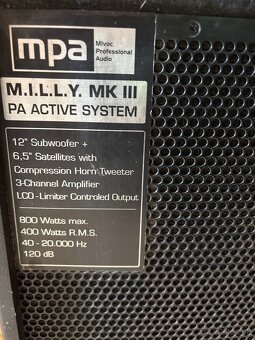 mpa
Mivoc
Professional
Audio
M.I.L.L.Y. MK III
PA ACTIVE SYSTEM
12" Subwoofer +
6,5" Satellites with
Compression Horn Tweeter
3-Channel Amplifier
LCD-Limiter Controled Output
800 Watts max.
400 Watts R.M.S.
40 - 20.000 Hz
120 dB